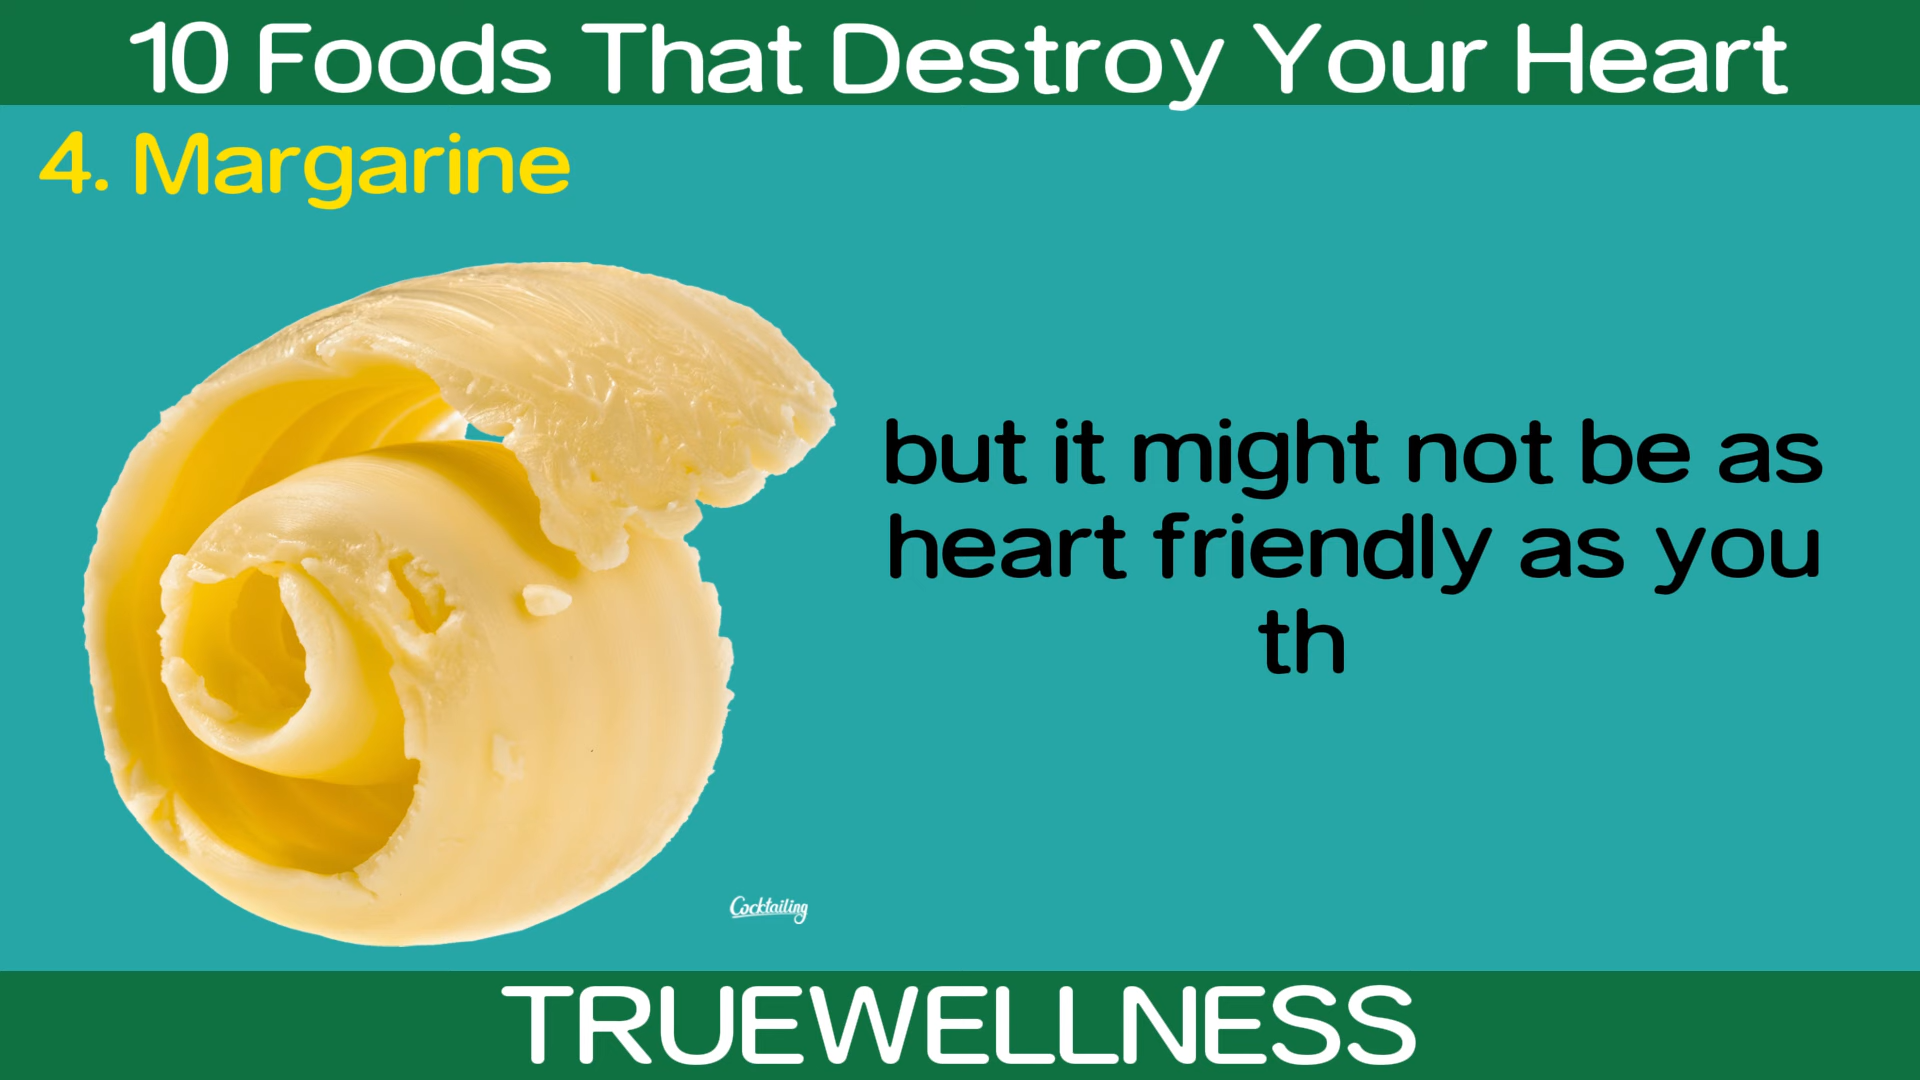 10 Foods That Destroy Your Heart
4. Margarine
but it might not be as
heart friendly as you
th
Cocktailing
TRUEWELLNESS